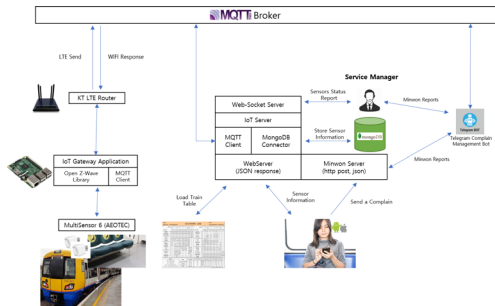 MQTT Broker
LTE Send
WIFI Response
KT LTE Router
IoT Gateway Application
Open Z-Wave
Library
MQTT
Client
MultiSensor 6 (AEOTEC)
Service Manager
Sensors Status
Report
Minwon Reports
Web-Socket Server
IoT Server
MQTT
Client
MongoDB
Connector
Store Sensor
Information
mongoDB
Telegram BOT
Telegram Complain
Management Bot
WebServer
(JSON response)
Minwon Server
(http post, json)
Minwon Reports
Load Train
Table
Sensor
Information
Send a Complain